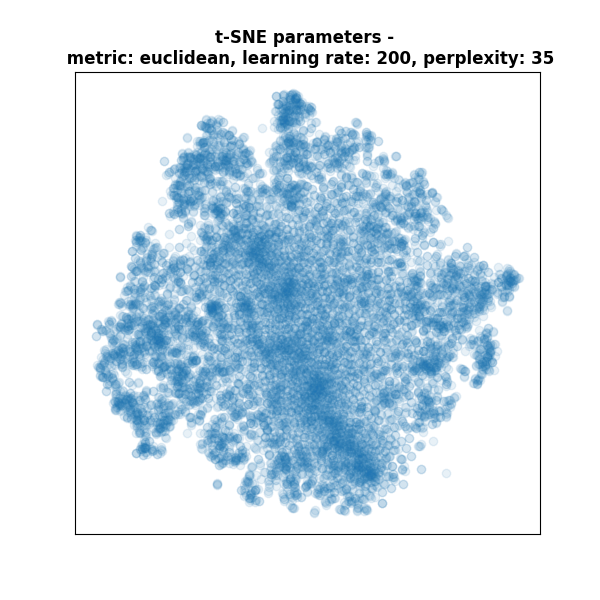 t-SNE parameters -
metric: euclidean, learning rate: 200, perplexity: 35